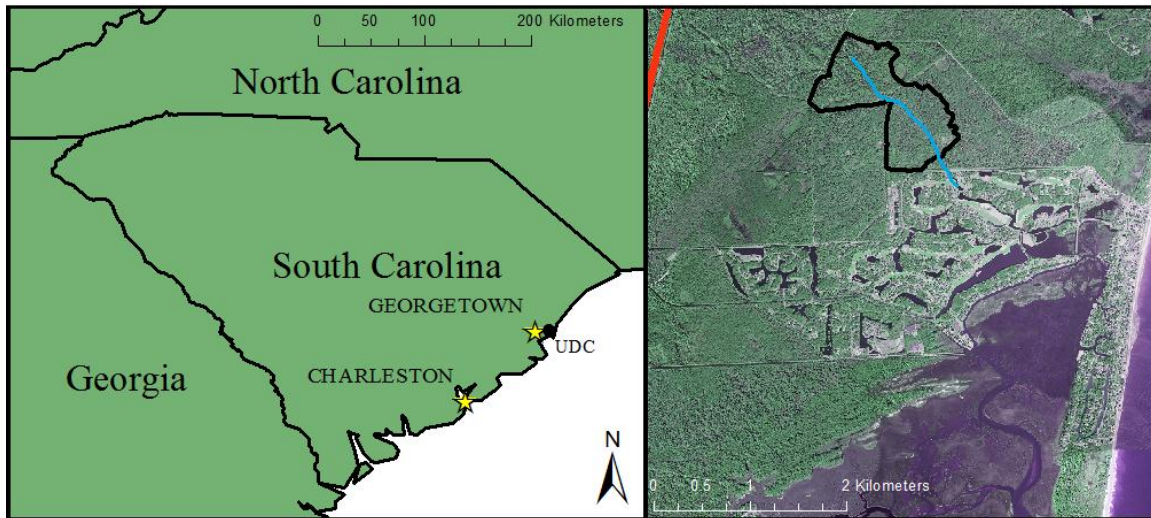 0 50 100 200 Kilometers
North Carolina
South Carolina
GEORGETOWN
UDC
Georgia
CHARLESTON
N
0 0.5 1 2 Kilometers